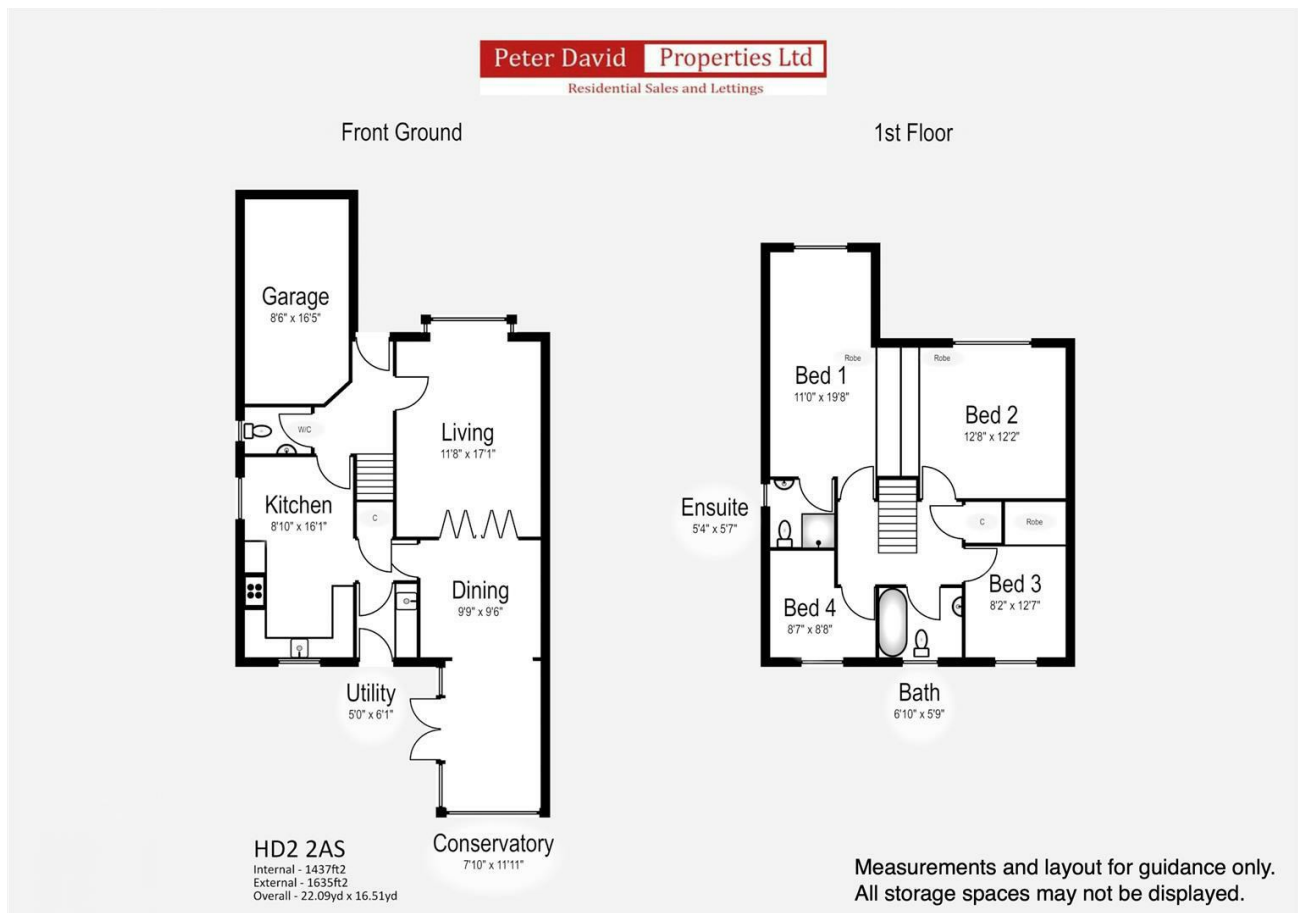 Peter David Properties Ltd
Residential Sales and Lettings
Front Ground
1st Floor
Garage
8'6" x 16'5"
W/C
Living
11'8" x 17'1"
Kitchen
8'10" x 16'1"
C
Dining
9'9" x 9'6"
Utility
5'0" x 6'1"
Conservatory
7'10" x 11'11"
Robe
Robe
Bed 1
11'0" x 19'8"
Bed 2
12'8" x 12'2"
Ensuite
5'4" x 5'7"
C
Robe
Bed 3
8'2" x 12'7"
Bed 4
8'7" x 8'8"
Bath
6'10" x 5'9"
HD2 2AS
Internal - 1437ft2
External - 1635ft2
Overall - 22.09yd x 16.51yd
Measurements and layout for guidance only.
All storage spaces may not be displayed.